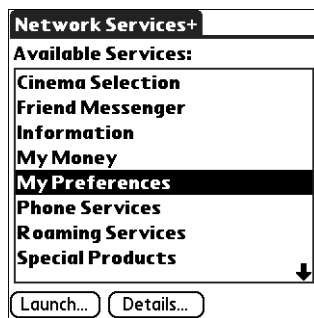 Network Services+
Available Services:
Cinema Selection
Friend Messenger
Information
My Money
My Preferences
Phone Services
Roaming Services
Special Products
Launch... Details...